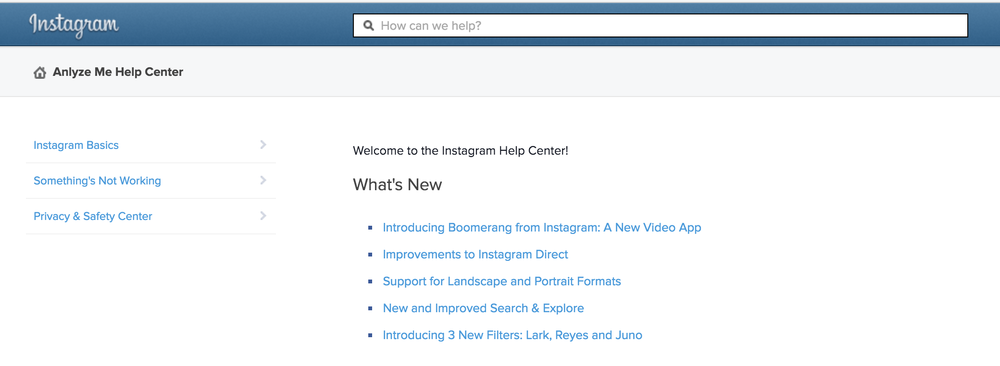 Instagram
How can we help?
Anlyze Me Help Center
Instagram Basics
Something's Not Working
Privacy & Safety Center
Welcome to the Instagram Help Center!
What's New
Introducing Boomerang from Instagram: A New Video App
Improvements to Instagram Direct
Support for Landscape and Portrait Formats
New and Improved Search & Explore
Introducing 3 New Filters: Lark, Reyes and Juno